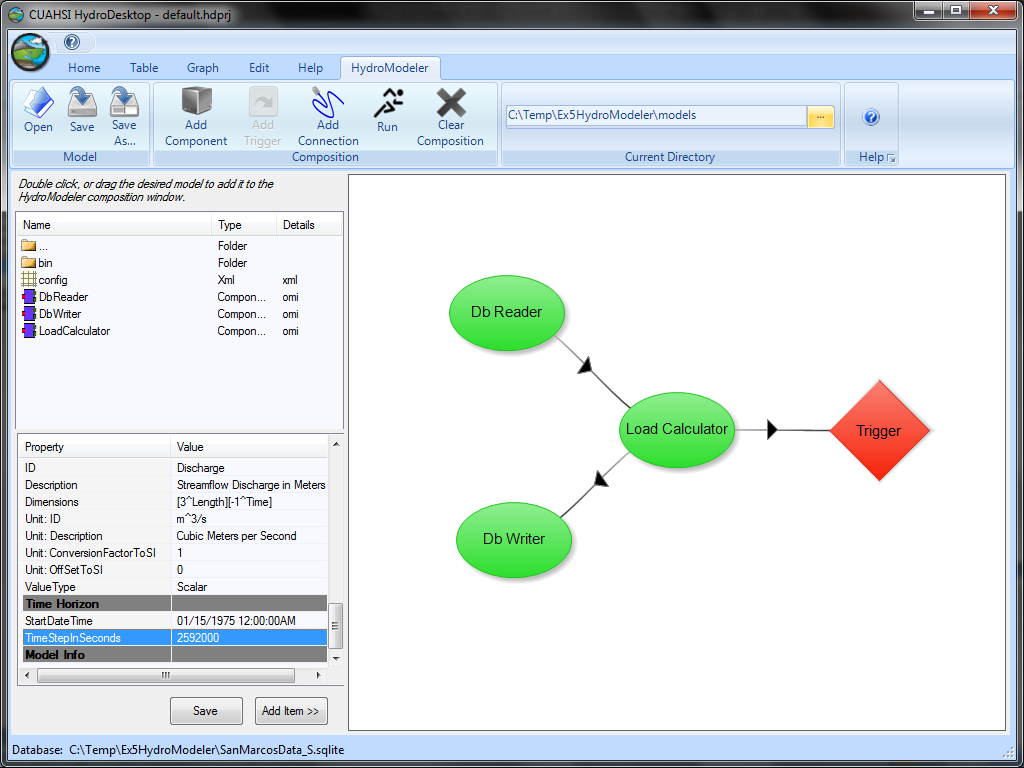 CUAHSI HydroDesktop - default.hdprj
Home Table Graph Edit Help HydroModeler
Open Save Save As...
Model
Add Component Add Trigger Add Connection Run Clear Composition
Composition
C:\Temp\Ex5HydroModeler\models ...
Current Directory
Help
Double click, or drag the desired model to add it to the
HydroModeler composition window.
Name Type Details
... Folder
bin Folder
config Xml xml
DbReader Compon... omi
DbWriter Compon... omi
LoadCalculator Compon... omi
Property Value
ID Discharge
Description Streamflow Discharge in Meters
Dimensions [3^Length][-1^Time]
Unit: ID m^3/s
Unit: Description Cubic Meters per Second
Unit: ConversionFactorToSI 1
Unit: OffSetToSI 0
ValueType Scalar
Time Horizon
StartDateTime 01/15/1975 12:00:00AM
TimeStepInSeconds 2592000
Model Info
Save Add Item >>
Db Reader
Load Calculator
Trigger
Db Writer
Database: C:\Temp\Ex5HydroModeler\SanMarcosData_S.sqlite